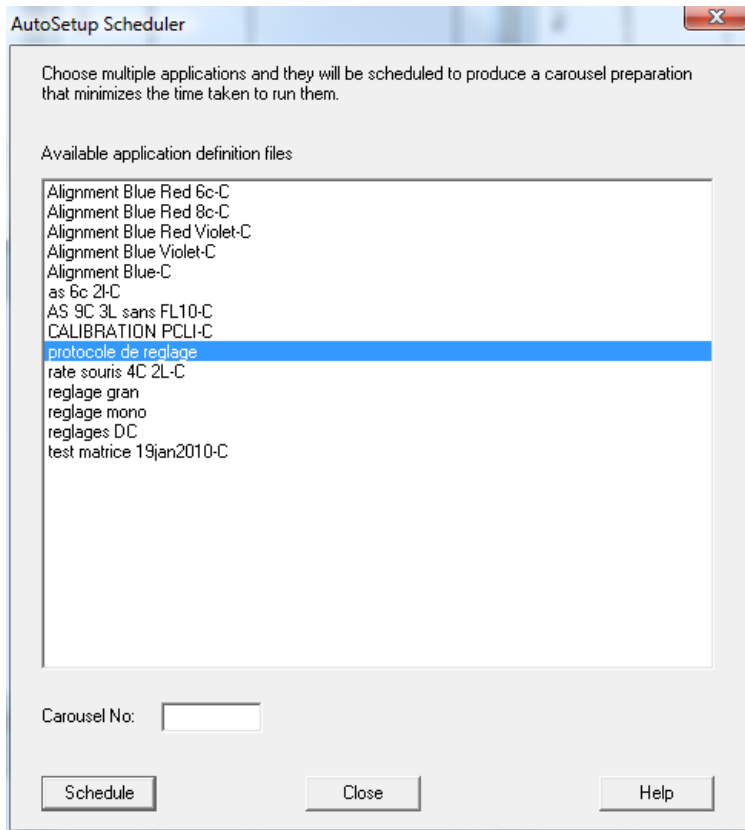 AutoSetup Scheduler
Choose multiple applications and they will be scheduled to produce a carousel preparation
that minimizes the time taken to run them.
Available application definition files
Alignment Blue Red 6c-C
Alignment Blue Red 8c-C
Alignment Blue Red Violet-C
Alignment Blue Violet-C
Alignment Blue-C
as 6c 2l-C
AS 9C 3L sans FL10-C
CALIBRATION PCLI-C
protocole de reglage
rate souris 4C 2L-C
reglage gran
reglage mono
reglages DC
test matrice 19jan2010-C
Carousel No:
Schedule Close Help